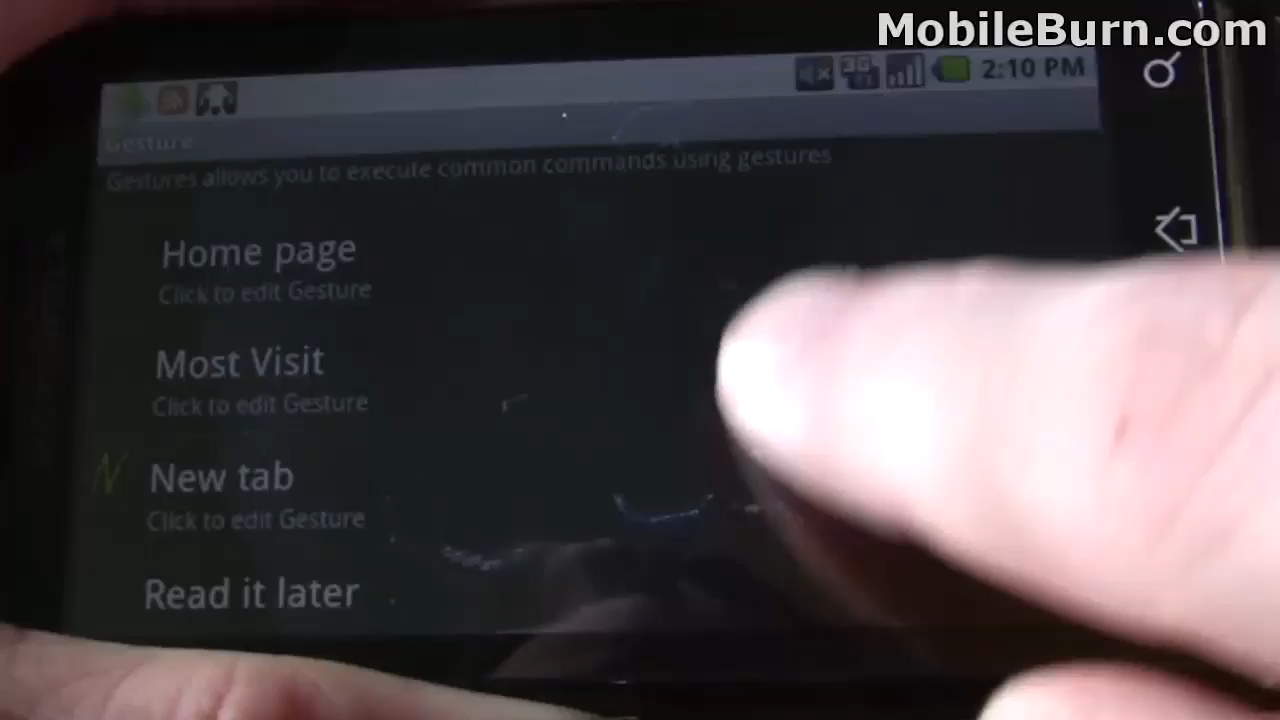 MobileBurn.com
3G 2:10 PM
Gesture
Gestures allows you to execute common commands using gestures
Home page
Click to edit Gesture
Most Visit
Click to edit Gesture
N New tab
Click to edit Gesture
Read it later